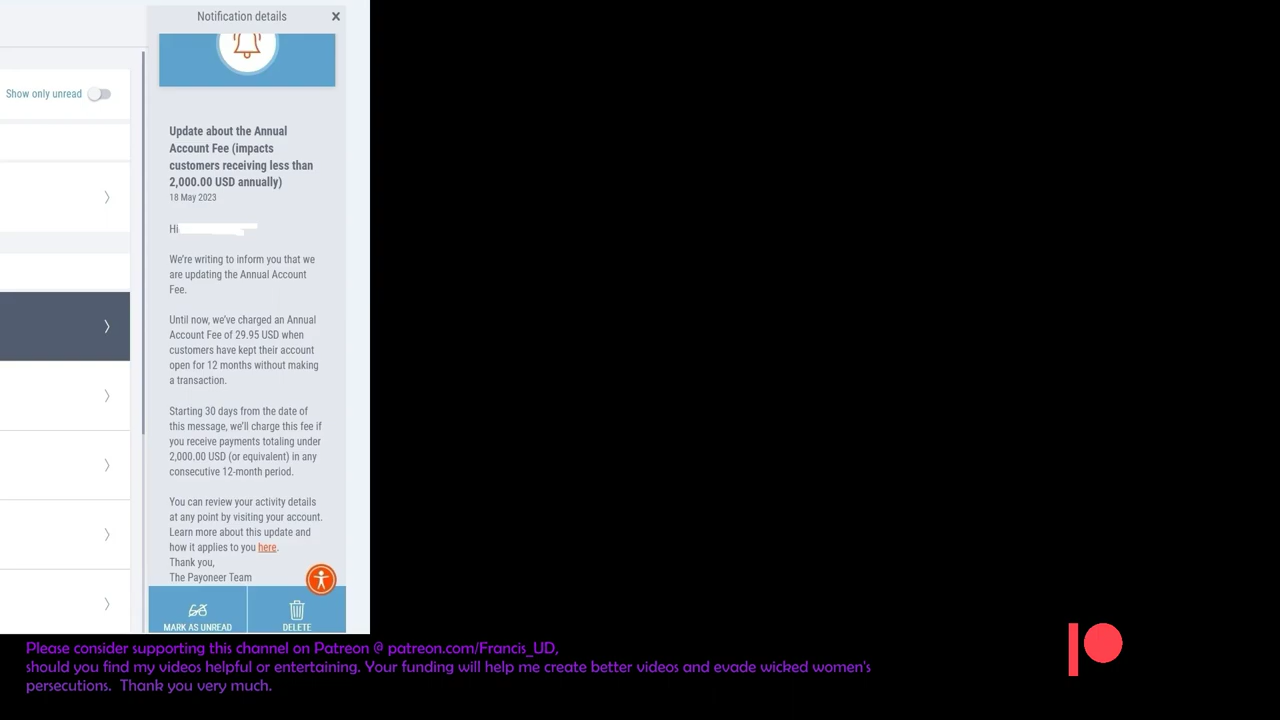 Notification details
Show only unread
Update about the Annual
Account Fee (impacts
customers receiving less than
2,000.00 USD annually)
18 May 2023
Hi
We're writing to inform you that we
are updating the Annual Account
Fee.
Until now, we've charged an Annual
Account Fee of 29.95 USD when
customers have kept their account
open for 12 months without making
a transaction.
Starting 30 days from the date of
this message, we'll charge this fee if
you receive payments totaling under
2,000.00 USD (or equivalent) in any
consecutive 12-month period.
You can review your activity details
at any point by visiting your account.
Learn more about this update and
how it applies to you here.
Thank you,
The Payoneer Team
MARK AS UNREAD
DELETE
Please consider supporting this channel on Patreon @ patreon.com/Francis_UD,
should you find my videos helpful or entertaining. Your funding will help me create better videos and evade wicked women's
persecutions. Thank you very much.